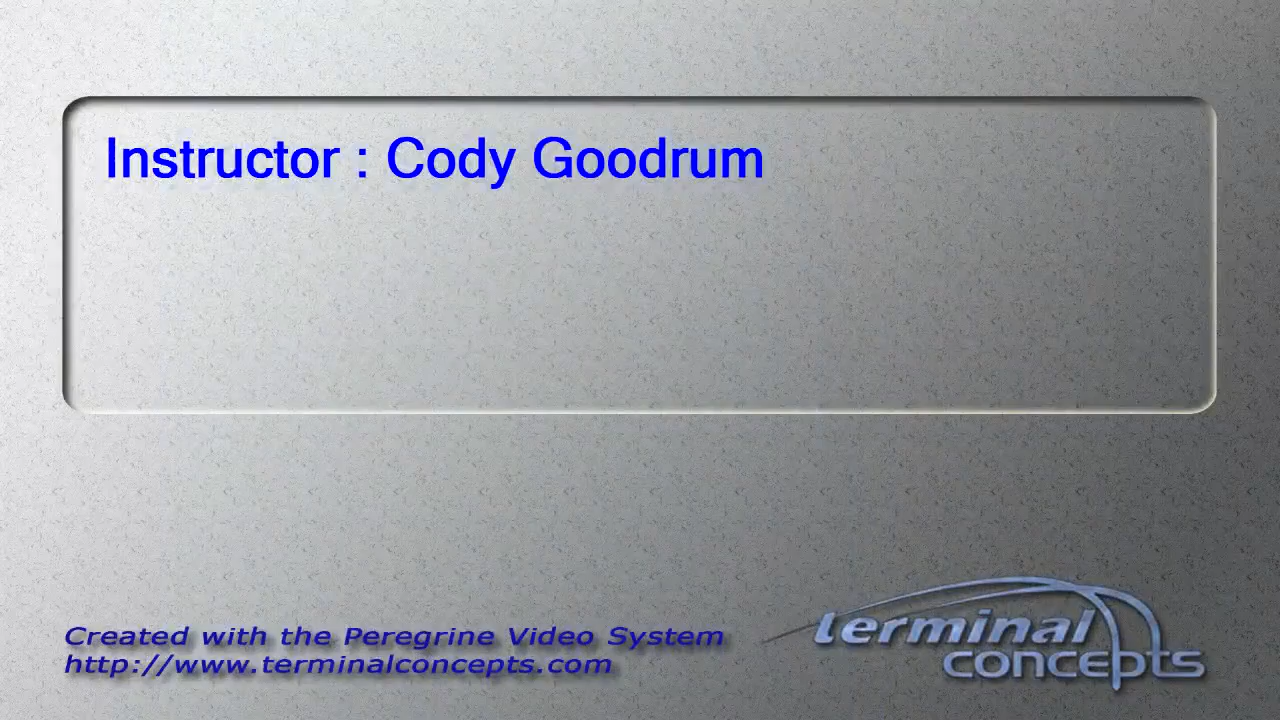 Instructor : Cody Goodrum
Created with the Peregrine Video System
http://www.terminalconcepts.com
terminal
concepts